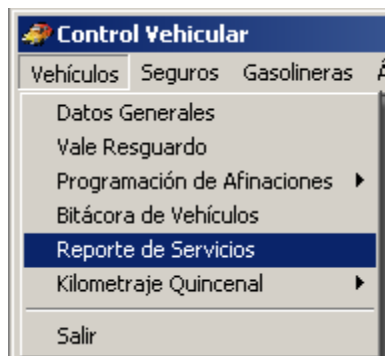 Control Vehicular
Vehículos Seguros Gasolineras
Datos Generales
Vale Resguardo
Programación de Afinaciones
Bitácora de Vehículos
Reporte de Servicios
Kilometraje Quincenal
Salir